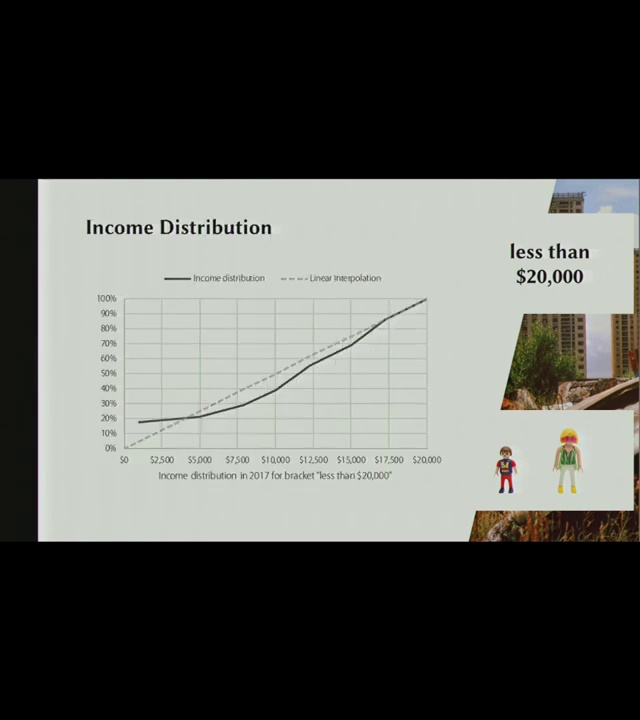 Income Distribution
less than
$20,000
Income distribution
Linear Interpolation
100%
90%
80%
70%
60%
50%
40%
30%
20%
10%
0%
$0 $2,500 $5,000 $7,500 $10,000 $12,500 $15,000 $17,500 $20,000
Income distribution in 2017 for bracket "less than $20,000"